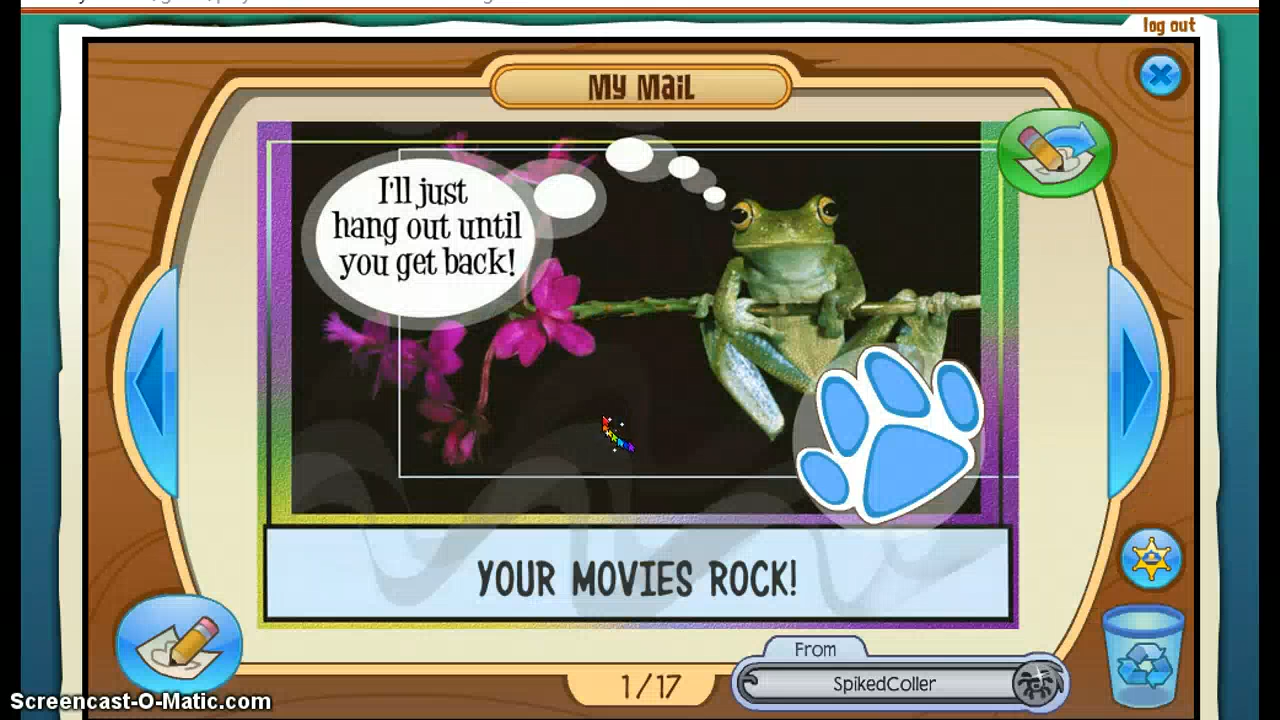 log out
My Mail
I'll just
hang out until
you get back!
YOUR MOVIES ROCK!
From
1/17
SpikedColler
Screencast-O-Matic.com